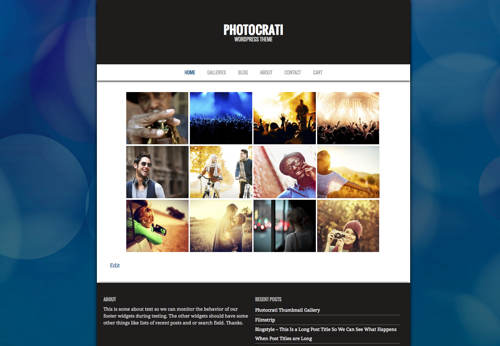 PHOTOCRATI
WORDPRESS THEME
HOME GALLERIES BLOG ABOUT CONTACT CART
Edit
ABOUT
This is some about text so we can monitor the behavior of our
footer widgets during testing. The other widgets should have some
other things like lists of recent posts and or search field. Thanks.
RECENT POSTS
Photocrati Thumbnail Gallery
Filmstrip
Blogstyle – This Is a Long Post Title So We Can See What Happens
When Post Titles are Long